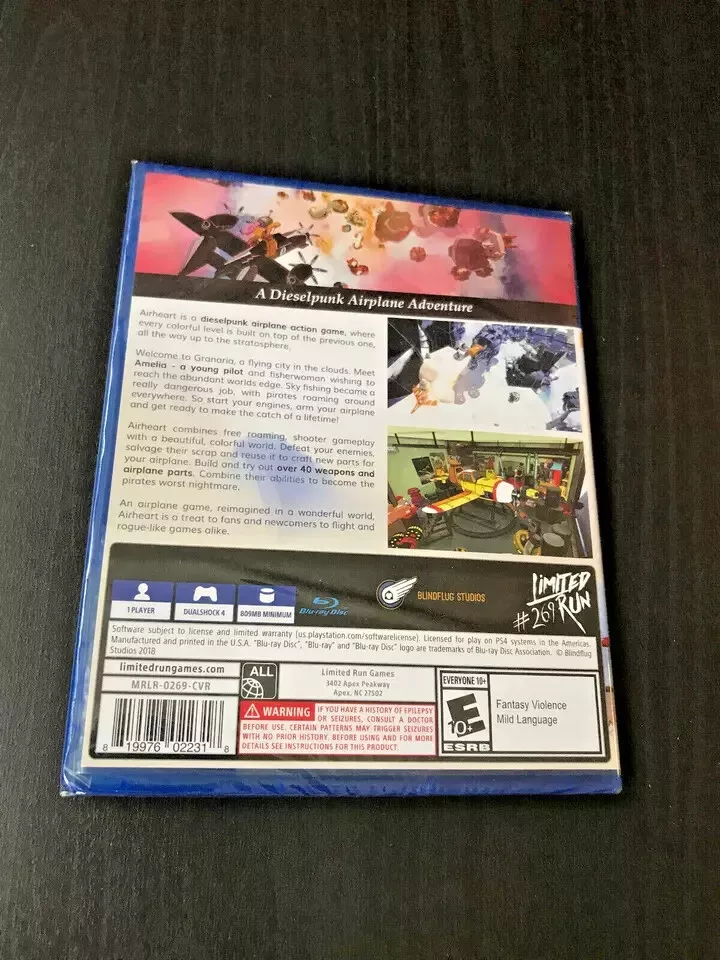 A Dieselpunk Airplane Adventure
Airheart is a dieselpunk airplane action game, where
every colorful level is built on top of the previous one,
all the way up to the stratosphere.
Welcome to Granaria, a flying city in the clouds. Meet
Amelia - a young pilot and fisherwoman wishing to
reach the abundant worlds edge. Sky fishing became a
really dangerous job, with pirates roaming around
everywhere. So start your engines, arm your airplane
and get ready to make the catch of a lifetime!
Airheart combines free roaming, shooter gameplay
with a beautiful, colorful world. Defeat your enemies,
salvage their scrap and reuse it to craft new parts for
your airplane. Build and try out over 40 weapons and
airplane parts. Combine their abilities to become the
pirates worst nightmare.
An airplane game, reimagined in a wonderful world,
Airheart is a treat to fans and newcomers to flight and
rogue-like games alike.
1 PLAYER
DUALSHOCK 4
809MB MINIMUM
Blu-ray Disc
BLINDFLUG STUDIOS
LIMITED
RUN
#269
Software subject to license and limited warranty (us.playstation.com/softwarelicense). Licensed for play on PS4 systems in the Americas.
Manufactured and printed in the U.S.A. "Blu-ray Disc", "Blu-ray" and "Blu-ray Disc" logo are trademarks of Blu-ray Disc Association. © Blindflug
Studios 2018
limitedrungames.com
MRLR-0269-CVR
8 19976 02231 8
ALL
Limited Run Games
3402 Apex Peakway
Apex, NC 27502
WARNING IF YOU HAVE A HISTORY OF EPILEPSY
OR SEIZURES, CONSULT A DOCTOR
BEFORE USE. CERTAIN PATTERNS MAY TRIGGER SEIZURES
WITH NO PRIOR HISTORY. BEFORE USING AND FOR MORE
DETAILS SEE INSTRUCTIONS FOR THIS PRODUCT.
EVERYONE 10+
E
10+
ESRB
Fantasy Violence
Mild Language